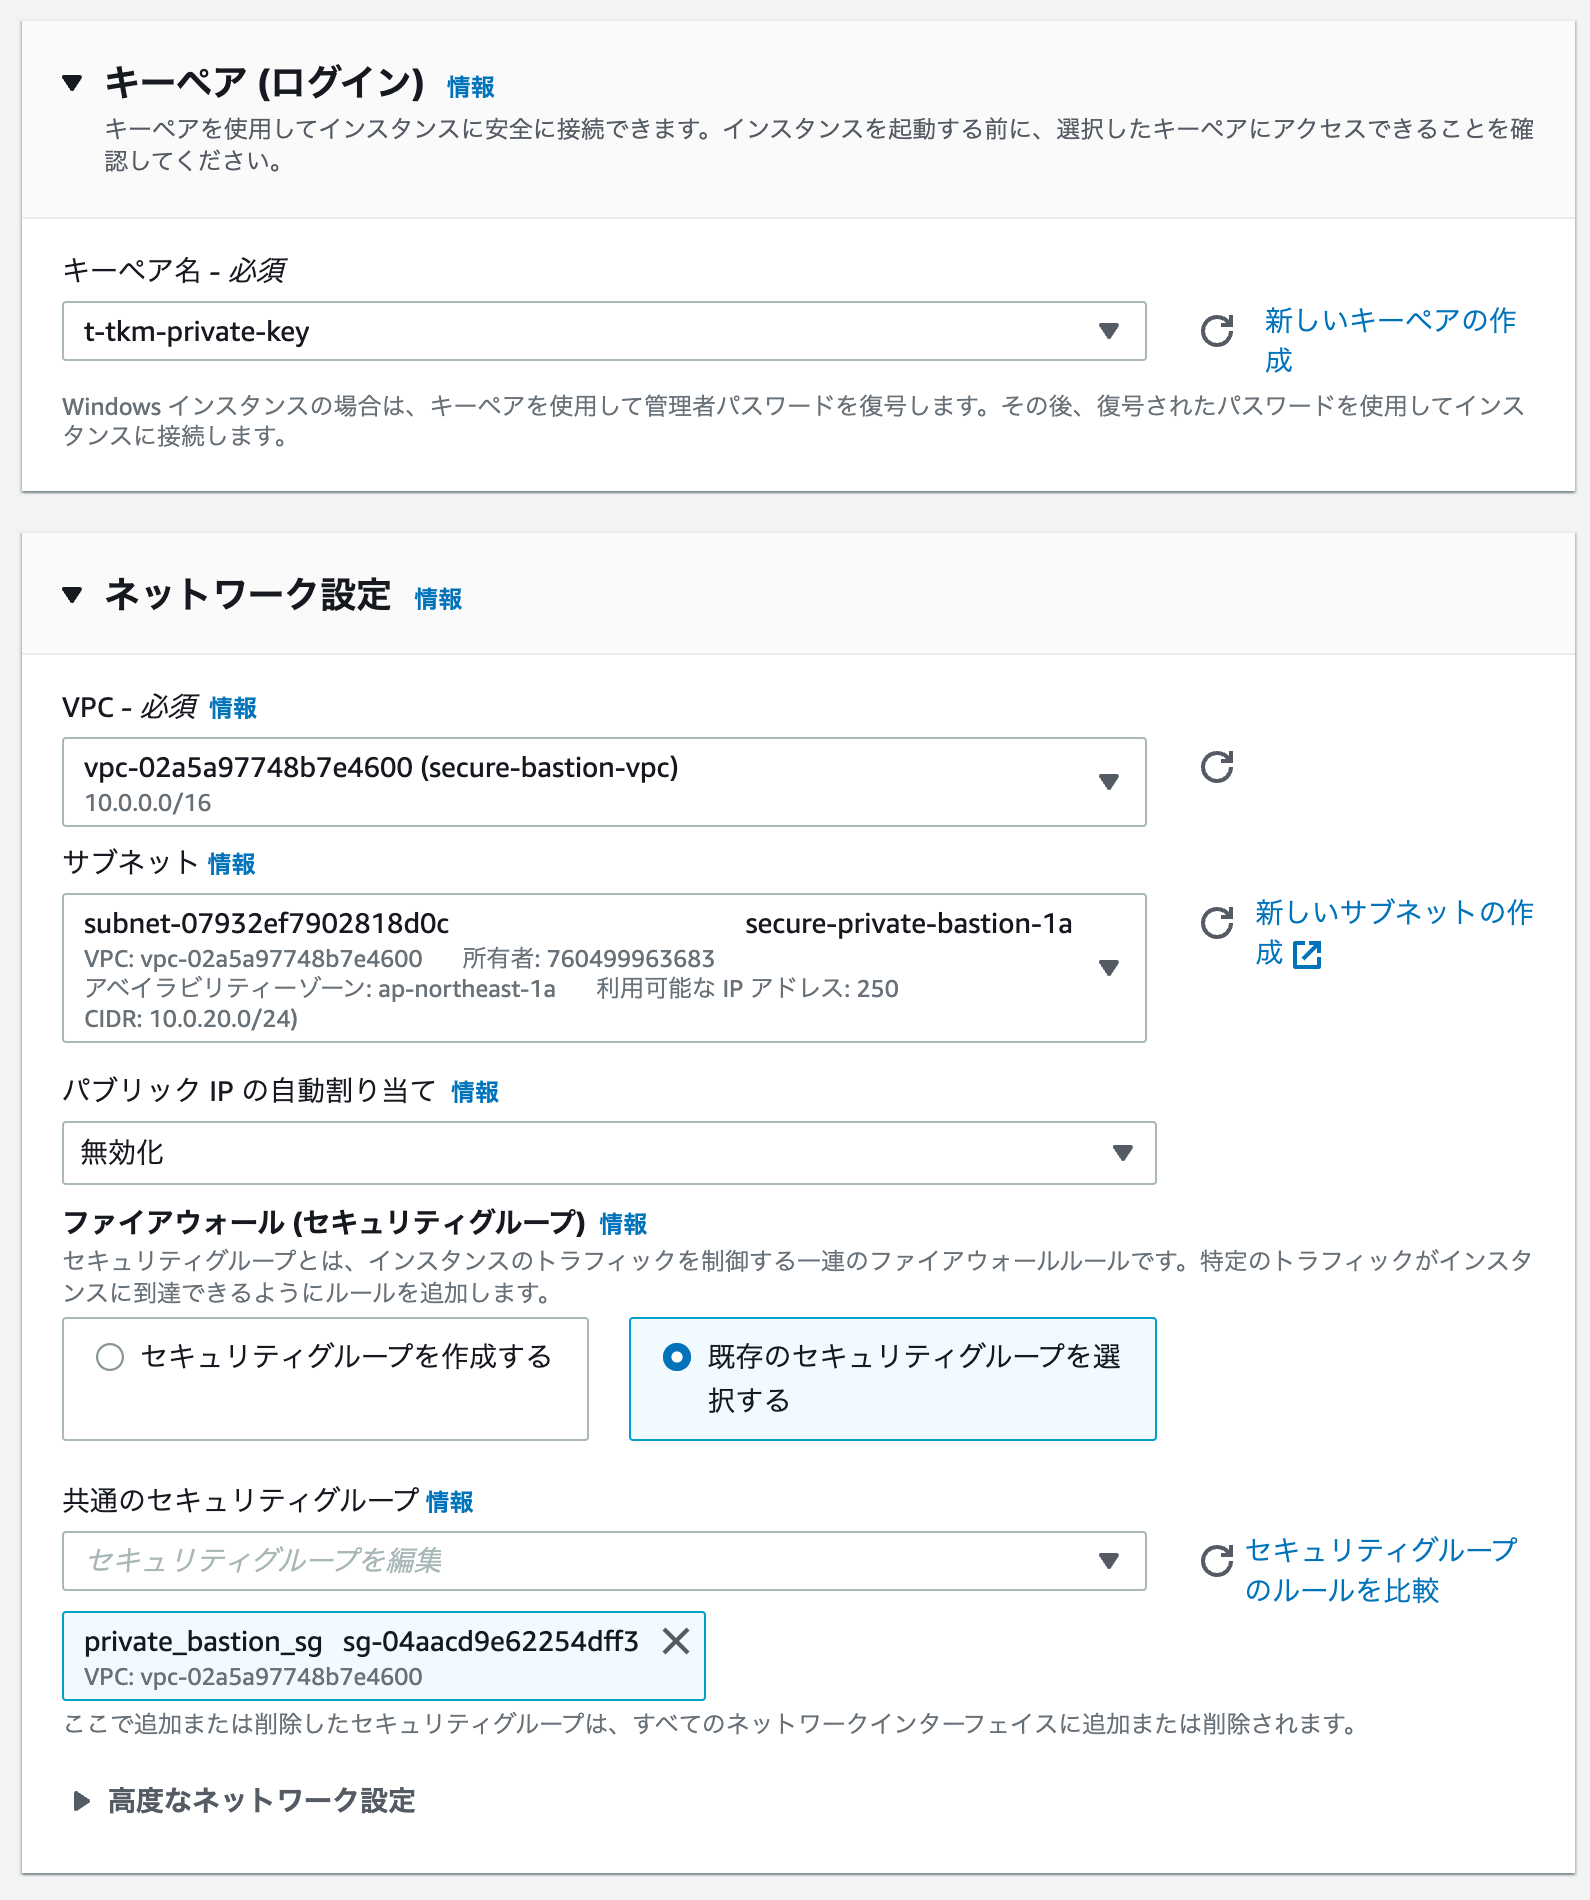 キーペア (ログイン) 情報
キーペアを使用してインスタンスに安全に接続できます。インスタンスを起動する前に、選択したキーペアにアクセスできることを確
認してください。
キーペア名 - 必須
t-tkm-private-key
新しいキーペアの作
成
Windows インスタンスの場合は、キーペアを使用して管理者パスワードを復号します。その後、復号されたパスワードを使用してインス
タンスに接続します。
ネットワーク設定 情報
VPC - 必須 情報
vpc-02a5a97748b7e4600 (secure-bastion-vpc)
10.0.0.0/16
サブネット 情報
subnet-07932ef7902818d0c secure-private-bastion-1a
VPC: vpc-02a5a97748b7e4600 所有者: 760499963683
アベイラビリティーゾーン: ap-northeast-1a 利用可能な IP アドレス: 250
CIDR: 10.0.20.0/24)
新しいサブネットの作
成
パブリック IP の自動割り当て 情報
無効化
ファイアウォール (セキュリティグループ) 情報
セキュリティグループとは、インスタンスのトラフィックを制御する一連のファイアウォールルールです。特定のトラフィックがインスタ
ンスに到達できるようにルールを追加します。
セキュリティグループを作成する
既存のセキュリティグループを選
択する
共通のセキュリティグループ 情報
セキュリティグループを編集
セキュリティグループ
のルールを比較
private_bastion_sg sg-04aacd9e62254dff3
VPC: vpc-02a5a97748b7e4600
ここで追加または削除したセキュリティグループは、すべてのネットワークインターフェイスに追加または削除されます。
高度なネットワーク設定